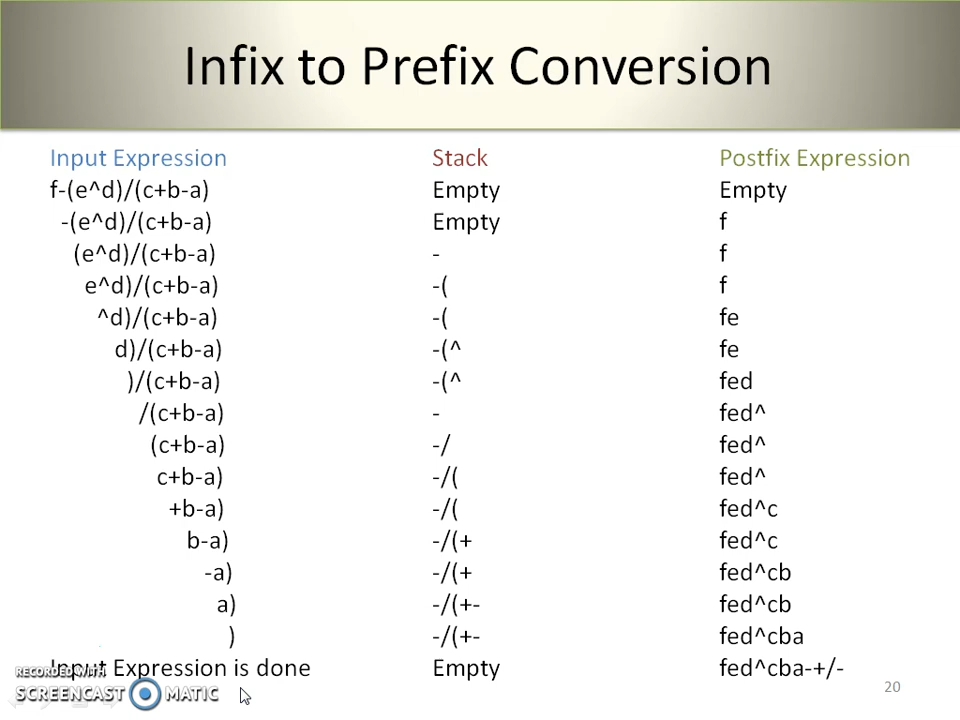 Infix to Prefix Conversion
Input Expression Stack Postfix Expression
f-(e^d)/(c+b-a) Empty Empty
-(e^d)/(c+b-a) Empty f
(e^d)/(c+b-a) - f
e^d)/(c+b-a) -( f
^d)/(c+b-a) -( fe
d)/(c+b-a) -(^ fe
)/(c+b-a) -(^ fed
/(c+b-a) - fed^
(c+b-a) -/ fed^
c+b-a) -/( fed^
+b-a) -/( fed^c
b-a) -/(+ fed^c
-a) -/(+ fed^cb
a) -/(+- fed^cb
) -/(+- fed^cba
Input Expression is done Empty fed^cba-+/-
RECORDED WITH
SCREENCAST MATIC
20